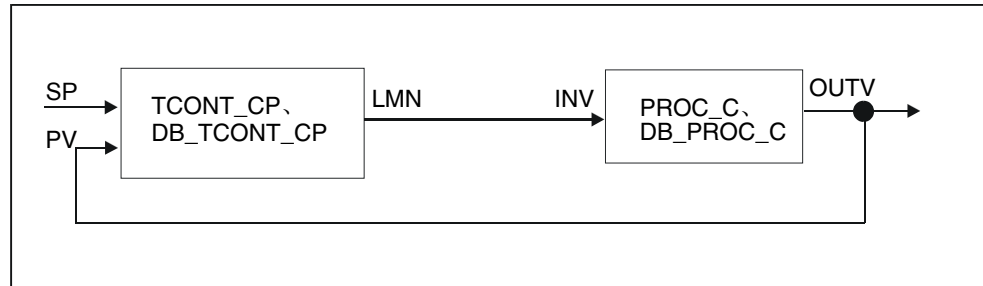 SP
PV
TCONT_CP、
DB_TCONT_CP
LMN
INV
PROC_C、
DB_PROC_C
OUTV